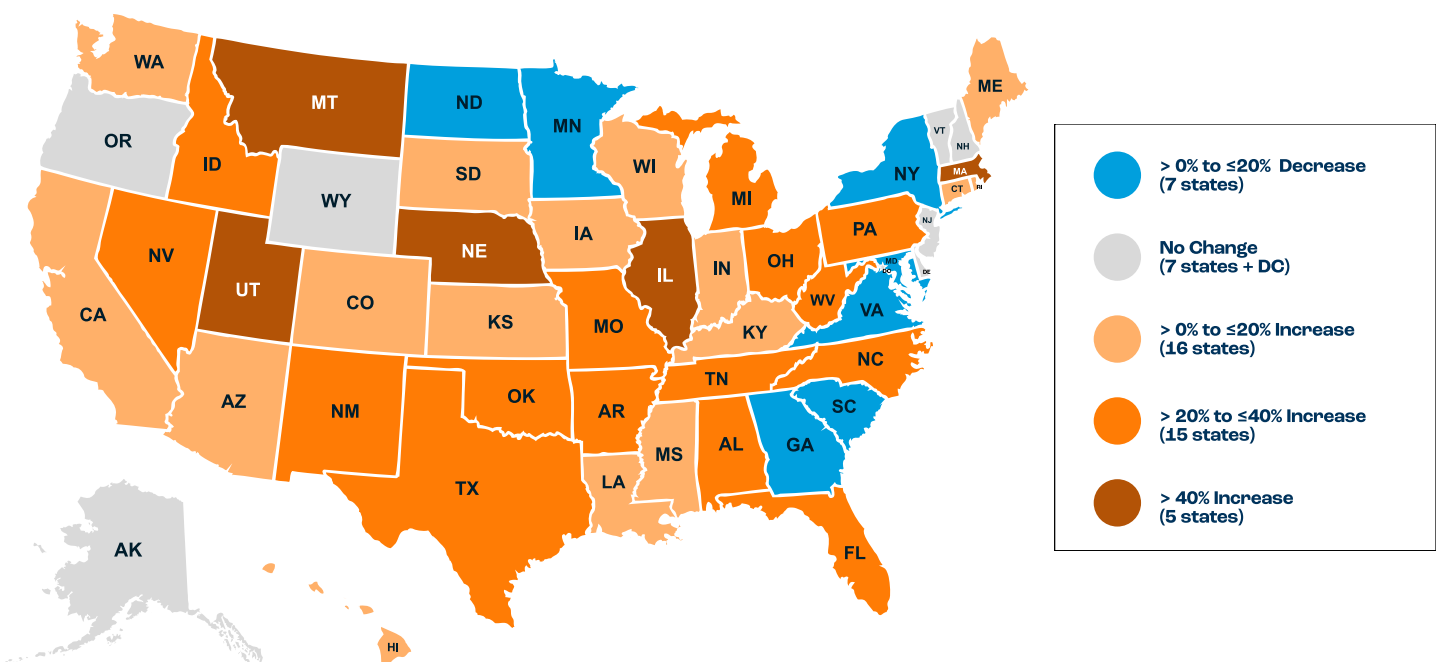 WA
MT
ND
MN
ME
OR
ID
SD
WI
MI
NY
VT
NH
MA
CT
RI
WY
NV
UT
CO
NE
IA
IL
IN
OH
PA
NJ
MD
DE
DC
CA
KS
MO
KY
WV
VA
AZ
NM
OK
AR
TN
NC
TX
LA
MS
AL
GA
SC
FL
AK
HI
> 0% to ≤20% Decrease
(7 states)
No Change
(7 states + DC)
> 0% to ≤20% Increase
(16 states)
> 20% to ≤40% Increase
(15 states)
> 40% Increase
(5 states)